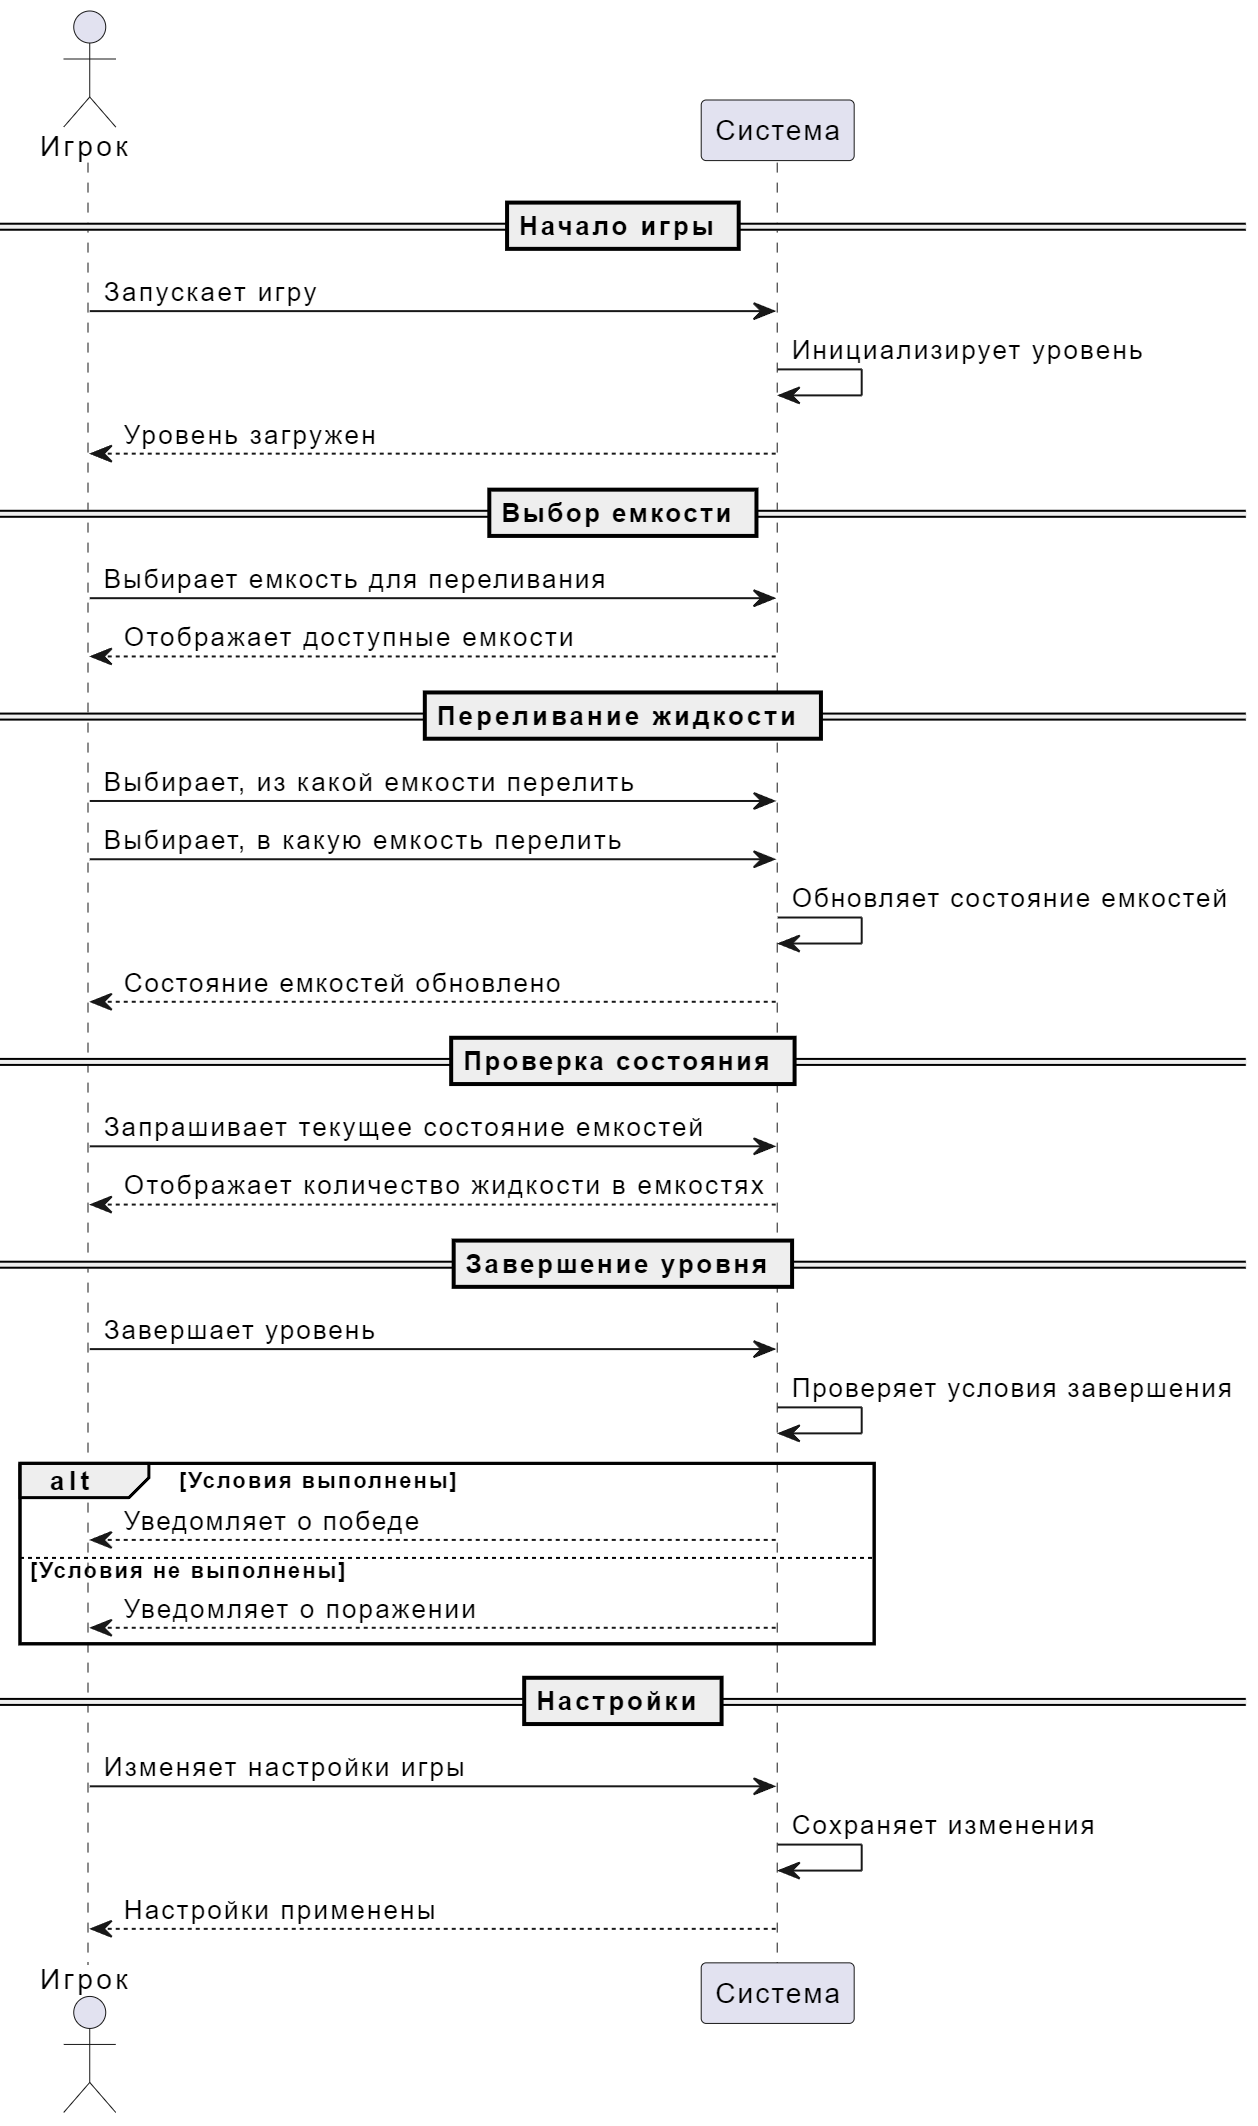 Игрок
Система
Начало игры
Запускает игру
Инициализирует уровень
Уровень загружен
Выбор емкости
Выбирает емкость для переливания
Отображает доступные емкости
Переливание жидкости
Выбирает, из какой емкости перелить
Выбирает, в какую емкость перелить
Обновляет состояние емкостей
Состояние емкостей обновлено
Проверка состояния
Запрашивает текущее состояние емкостей
Отображает количество жидкости в емкостях
Завершение уровня
Завершает уровень
Проверяет условия завершения
alt [Условия выполнены]
Уведомляет о победе
[Условия не выполнены]
Уведомляет о поражении
Настройки
Изменяет настройки игры
Сохраняет изменения
Настройки применены
Игрок
Система